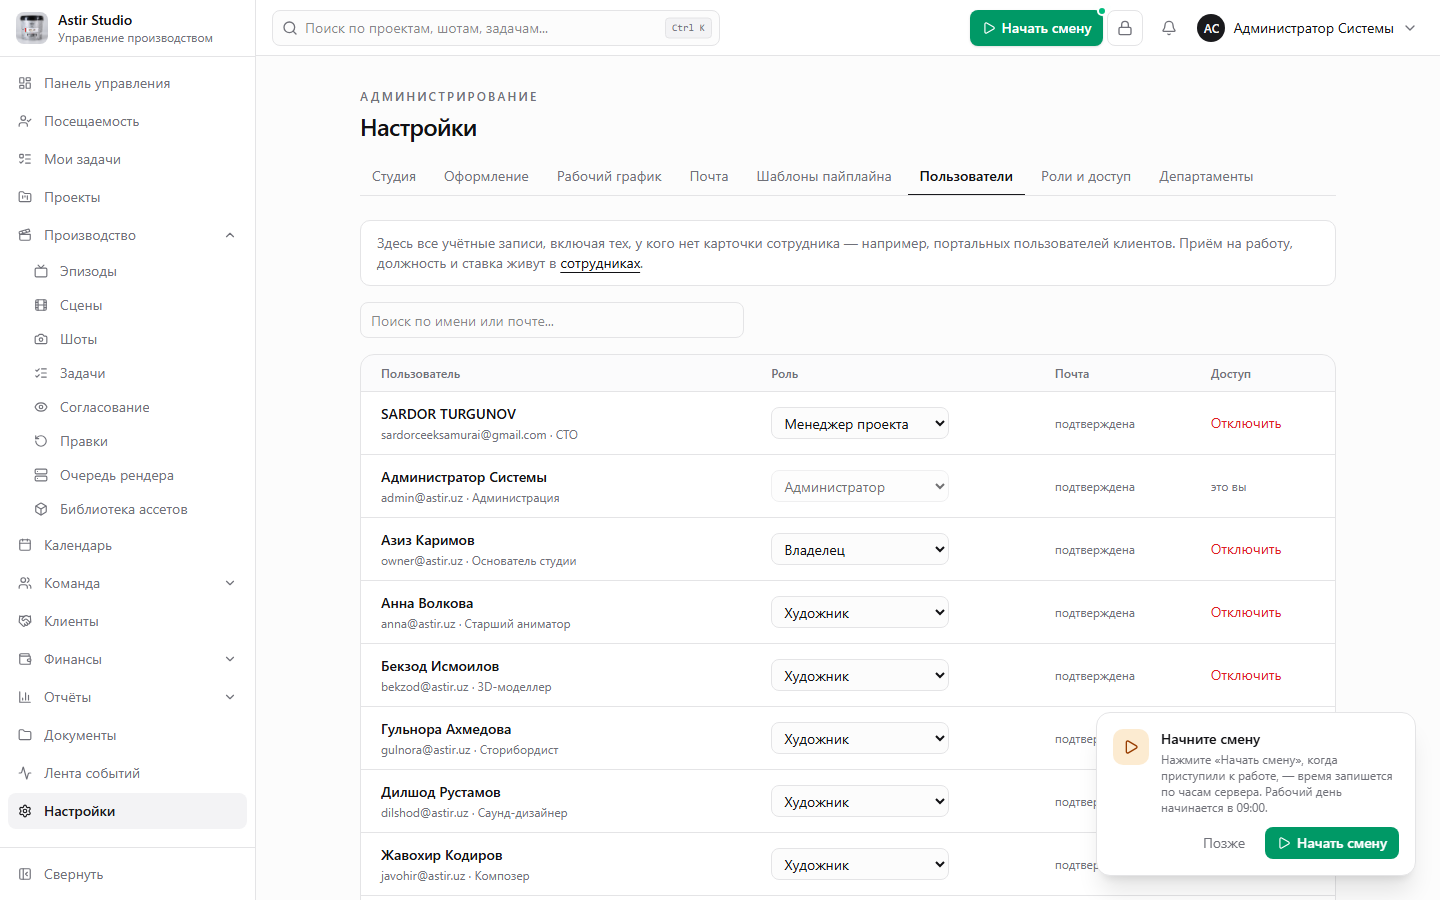 Astir Studio
Управление производством
Поиск по проектам, шотам, задачам...
Ctrl K
Начать смену
АС
Администратор Системы
Панель управления
Посещаемость
Мои задачи
Проекты
Производство
Эпизоды
Сцены
Шоты
Задачи
Согласование
Правки
Очередь рендера
Библиотека ассетов
Календарь
Команда
Клиенты
Финансы
Отчёты
Документы
Лента событий
Настройки
Свернуть
АДМИНИСТРИРОВАНИЕ
Настройки
Студия Оформление Рабочий график Почта Шаблоны пайплайна Пользователи Роли и доступ Департаменты
Здесь все учётные записи, включая тех, у кого нет карточки сотрудника — например, портальных пользователей клиентов. Приём на работу,
должность и ставка живут в сотрудниках.
Поиск по имени или почте...
Пользователь Роль Почта Доступ
SARDOR TURGUNOV
sardorceeksamurai@gmail.com · CTO
Менеджер проекта подтверждена Отключить
Администратор Системы
admin@astir.uz · Администрация
Администратор подтверждена это вы
Азиз Каримов
owner@astir.uz · Основатель студии
Владелец подтверждена Отключить
Анна Волкова
anna@astir.uz · Старший аниматор
Художник подтверждена Отключить
Бекзод Исмоилов
bekzod@astir.uz · 3D-моделлер
Художник подтверждена Отключить
Гульнора Ахмедова
gulnora@astir.uz · Сторибордист
Художник
Дилшод Рустамов
dilshod@astir.uz · Саунд-дизайнер
Художник
Жавохир Кодиров
javohir@astir.uz · Композер
Художник
Начните смену
Нажмите «Начать смену», когда
приступили к работе, — время запишется
по часам сервера. Рабочий день
начинается в 09:00.
Позже
Начать смену